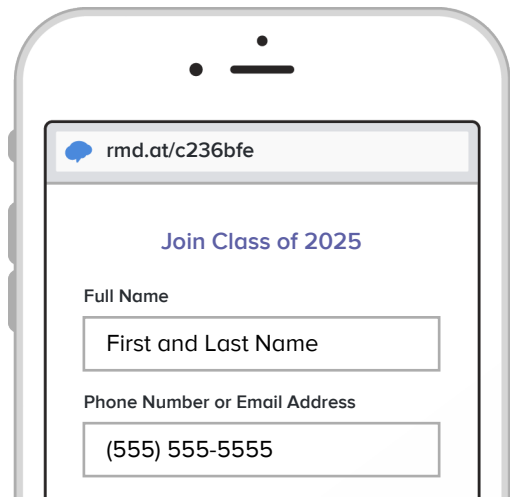 rmd.at/c236bfe
Join Class of 2025
Full Name
First and Last Name
Phone Number or Email Address
(555) 555-5555